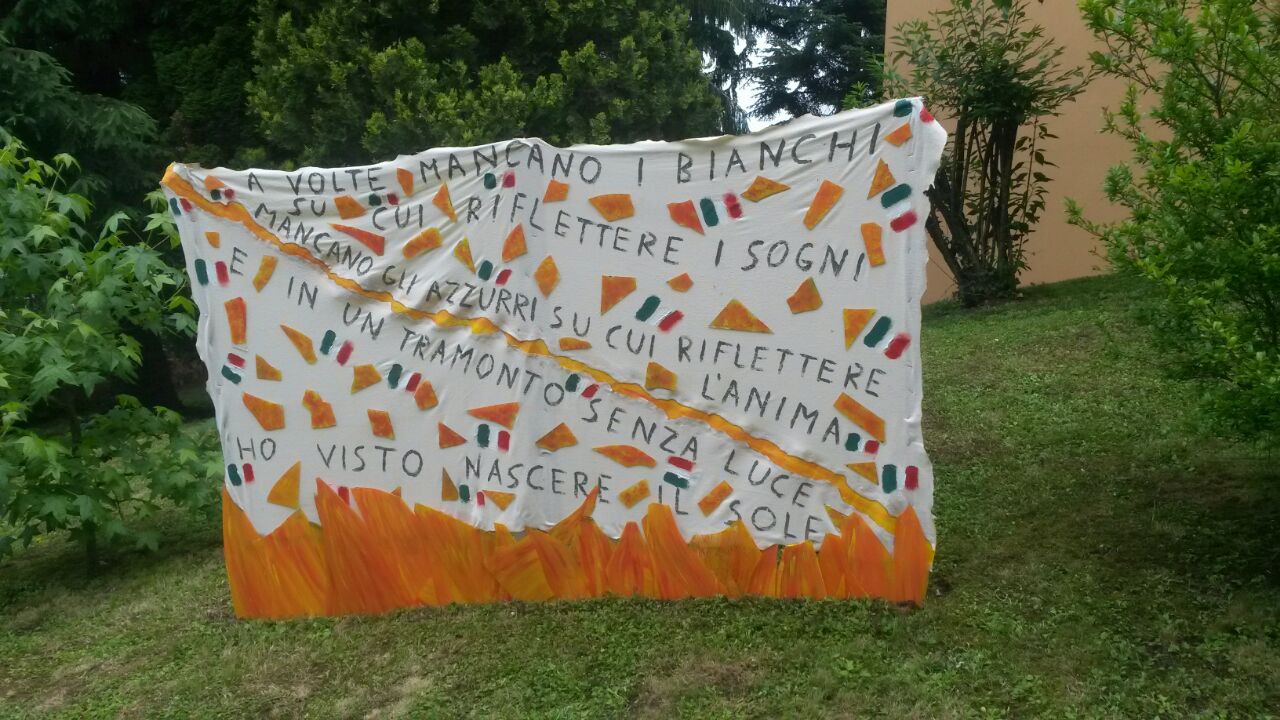 A VOLTE MANCANO I BIANCHI
SU CUI RIFLETTERE I SOGNI
MANCANO GLI AZZURRI SU CUI RIFLETTERE L'ANIMA
E IN UN TRAMONTO SENZA LUCE
HO VISTO NASCERE IL SOLE